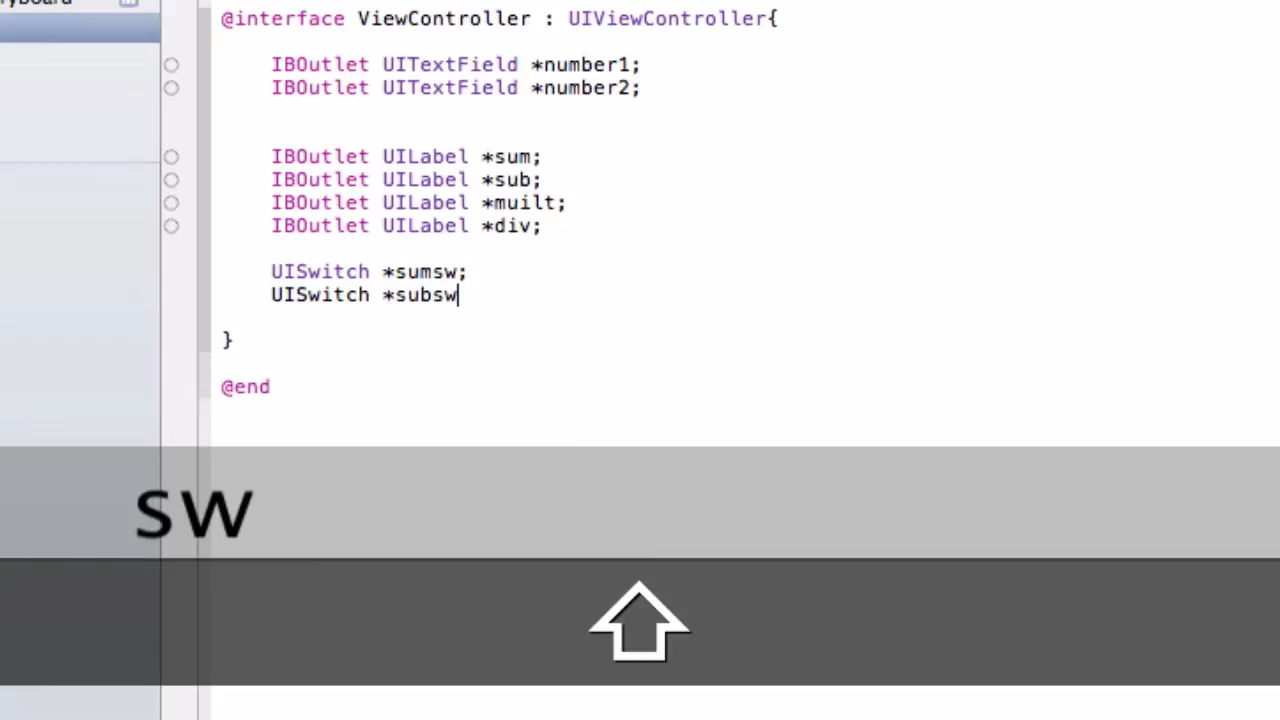 @interface ViewController : UIViewController{
IBOutlet UITextField *number1;
IBOutlet UITextField *number2;
IBOutlet UILabel *sum;
IBOutlet UILabel *sub;
IBOutlet UILabel *muilt;
IBOutlet UILabel *div;
UISwitch *sumsw;
UISwitch *subsw
}
@end
sw